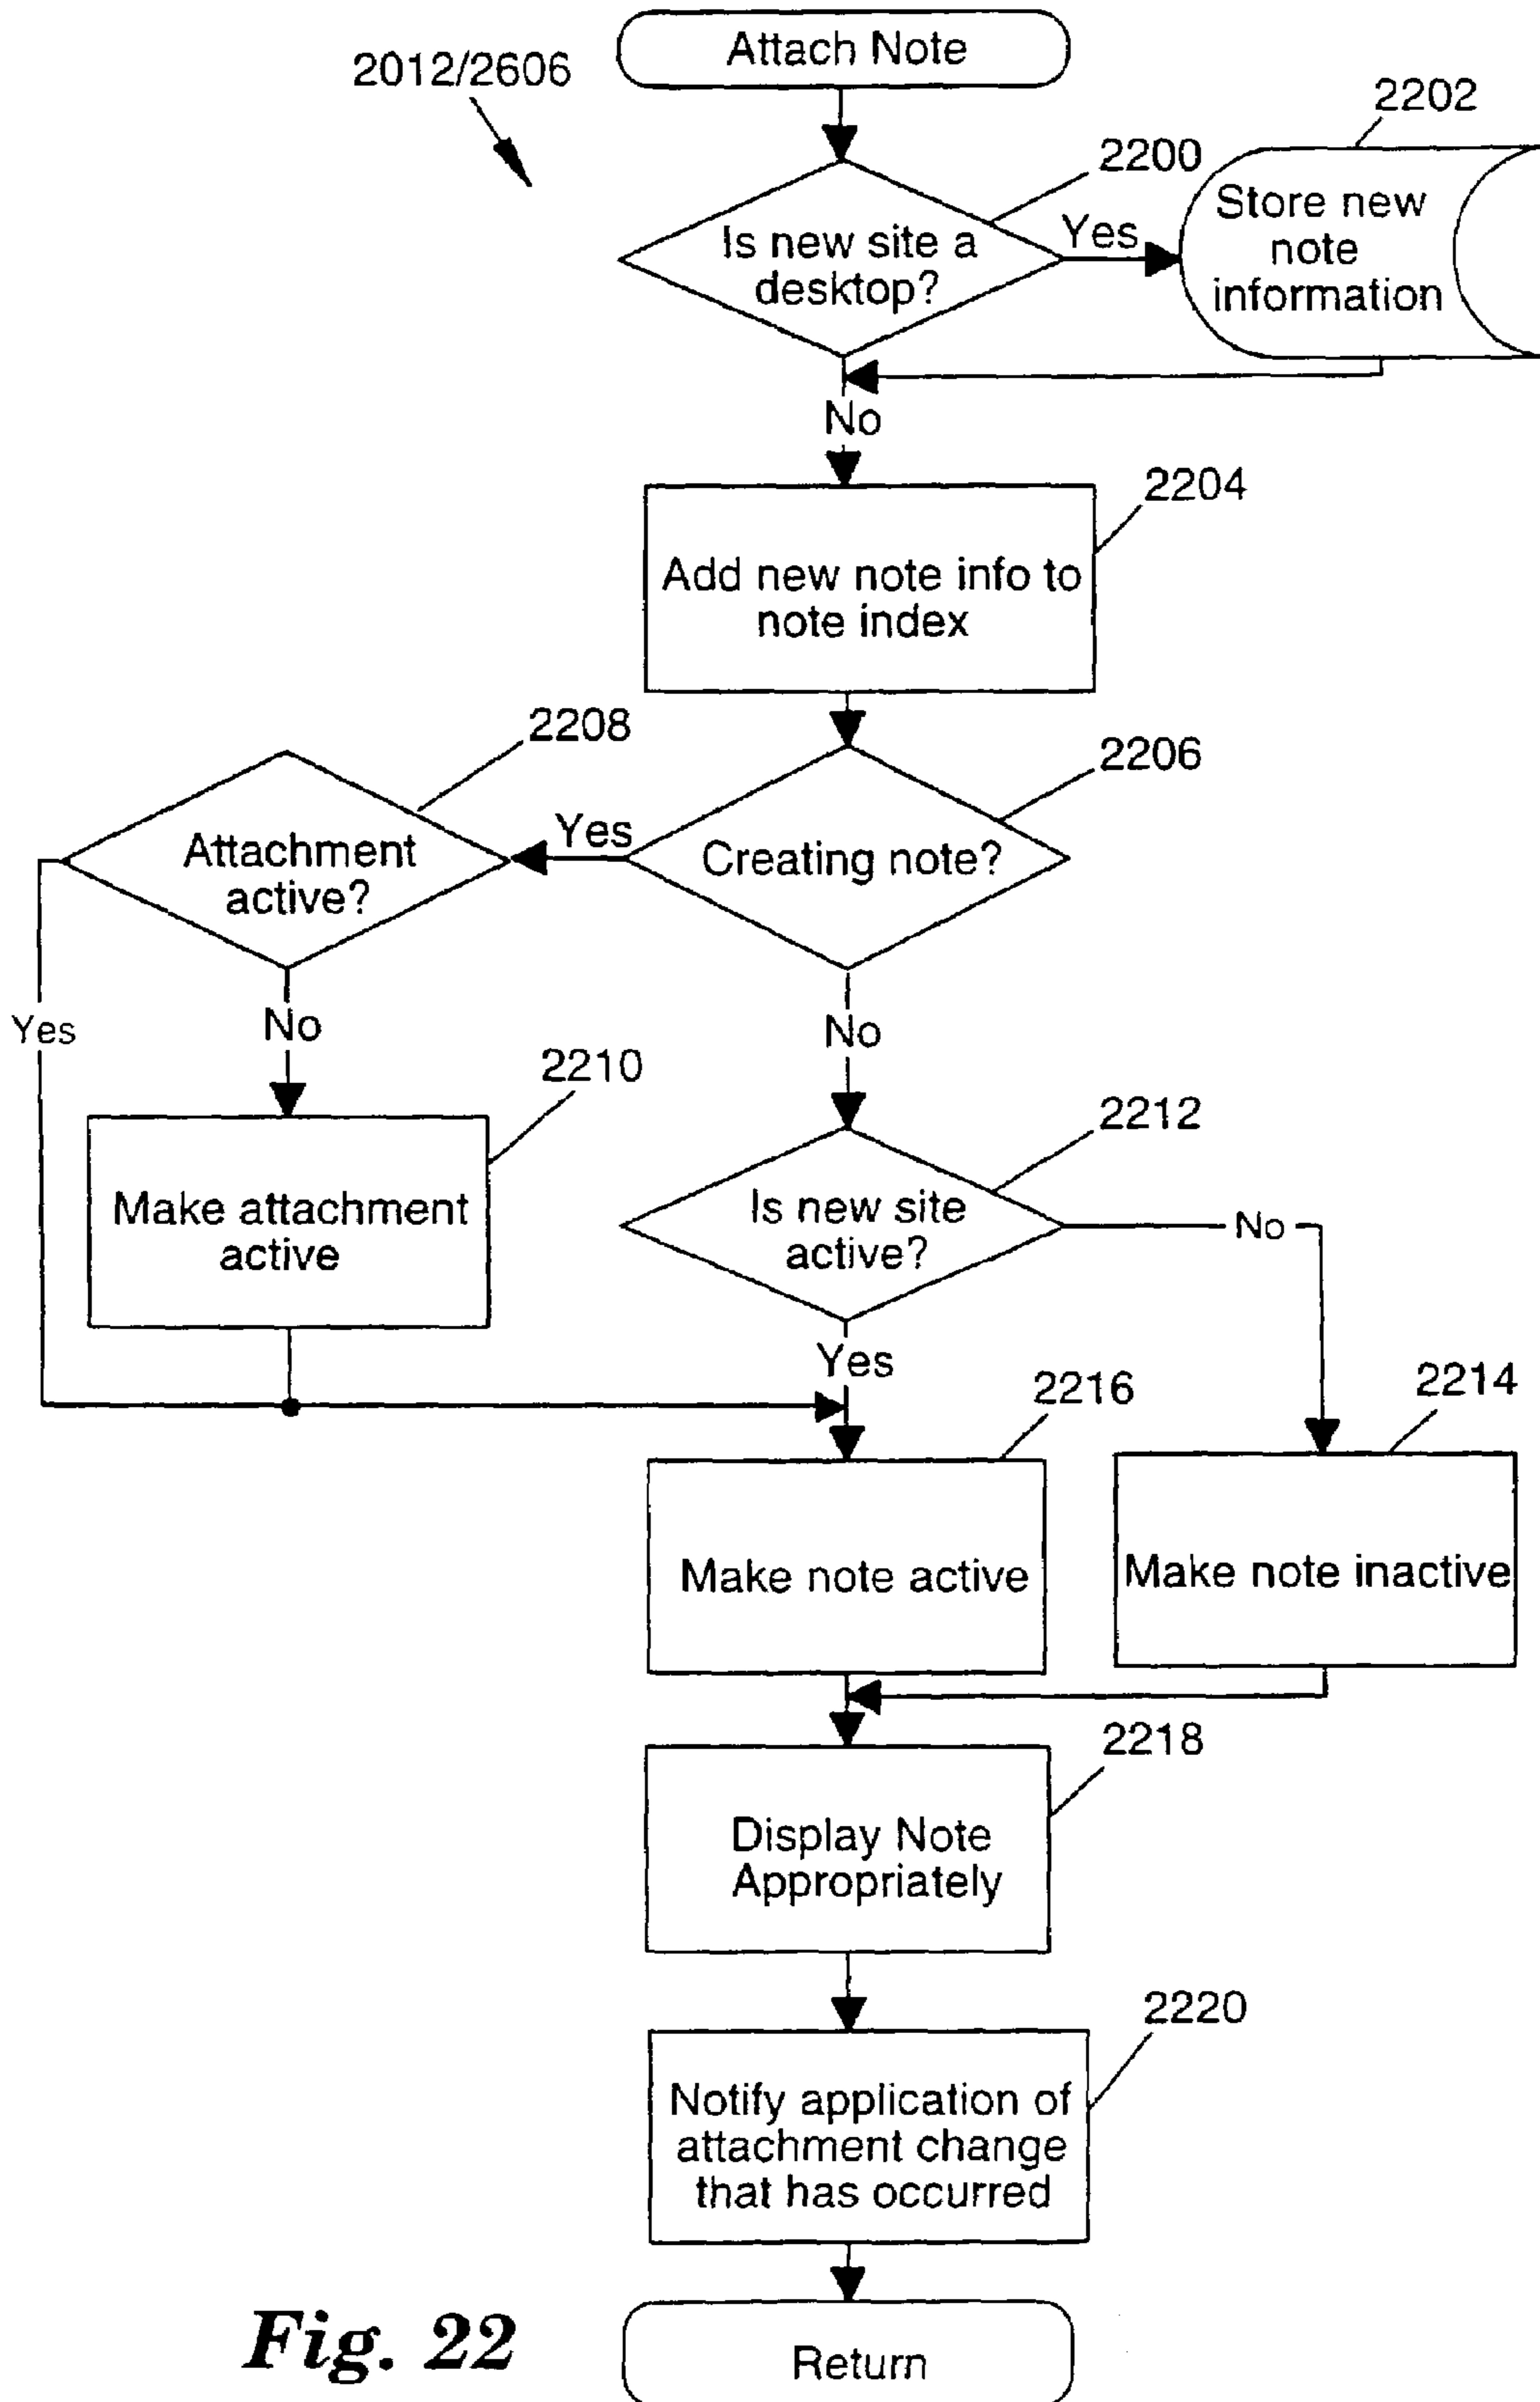 Attach Note
2012/2606
2202
2200
Is new site a
desktop?
Yes
Store new
note
information
No
2204
Add new note info to
note index
2208
2206
Attachment
active?
Yes
Creating note?
Yes
No
No
2210
2212
Make attachment
active
Is new site
active?
No
Yes
2216
2214
Make note active
Make note inactive
2218
Display Note
Appropriately
2220
Notify application of
attachment change
that has occurred
Fig. 22
Return